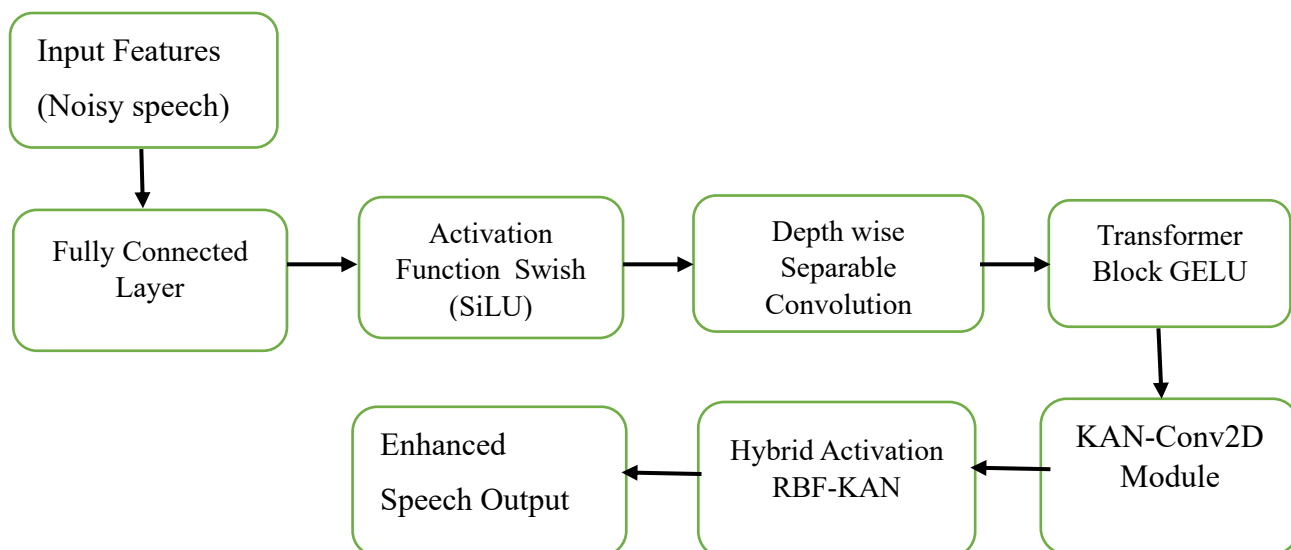 Input Features
(Noisy speech)
Fully Connected
Layer
Activation
Function Swish
(SiLU)
Depth wise
Separable
Convolution
Transformer
Block GELU
KAN-Conv2D
Module
Hybrid Activation
RBF-KAN
Enhanced
Speech Output